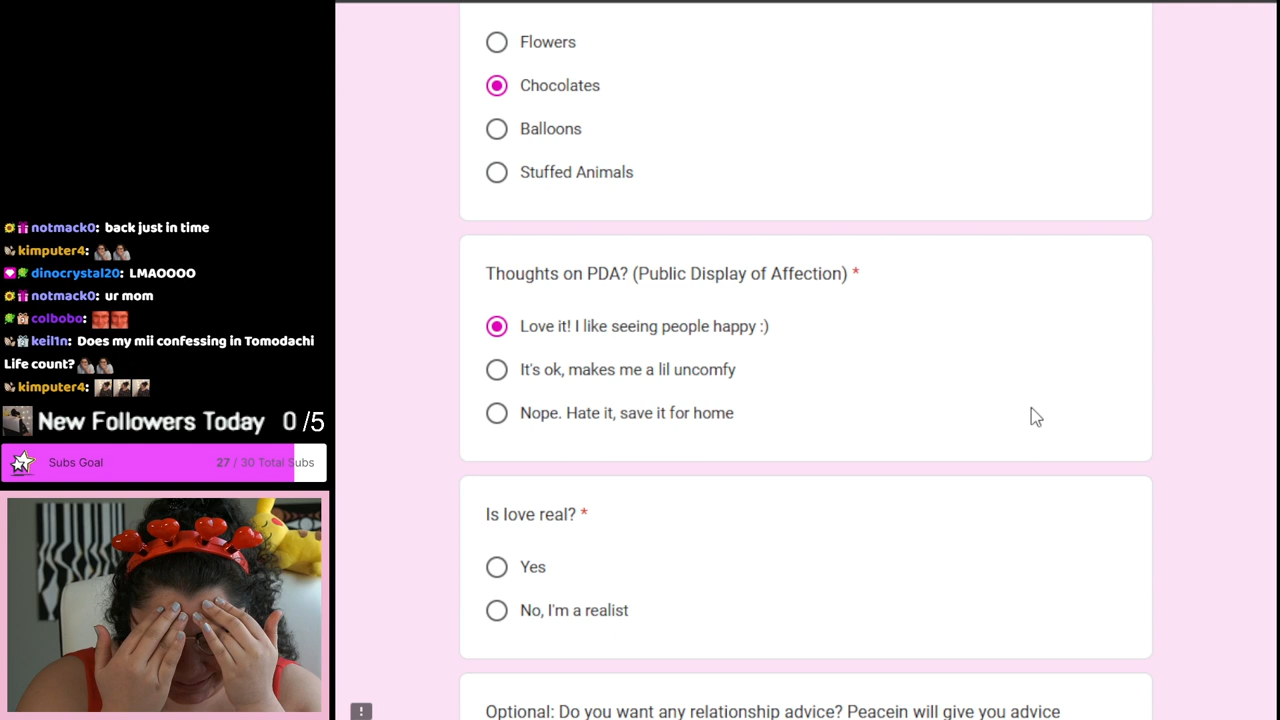 notmack0: back just in time
kimputer4:
dinocrystal20: LMAOOOO
notmack0: ur mom
colbobo:
keil1n: Does my mii confessing in Tomodachi
Life count?
kimputer4:
New Followers Today 0 /5
Subs Goal 27 / 30 Total Subs
Flowers
Chocolates
Balloons
Stuffed Animals
Thoughts on PDA? (Public Display of Affection) *
Love it! I like seeing people happy :)
It's ok, makes me a lil uncomfy
Nope. Hate it, save it for home
Is love real? *
Yes
No, I'm a realist
Optional: Do you want any relationship advice? Peacein will give you advice